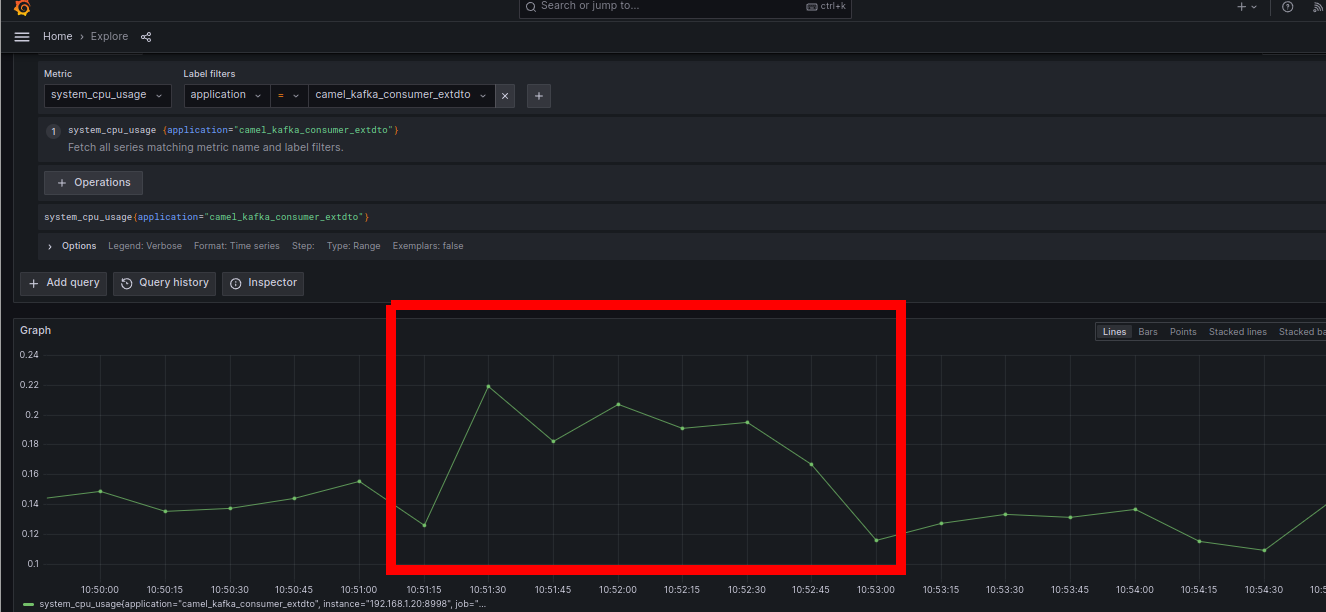 Search or jump to...
ctrl+k
Home › Explore
Metric
Label filters
system_cpu_usage
application
=
camel_kafka_consumer_extdto
1
system_cpu_usage {application="camel_kafka_consumer_extdto"}
Fetch all series matching metric name and label filters.
+ Operations
system_cpu_usage{application="camel_kafka_consumer_extdto"}
› Options Legend: Verbose Format: Time series Step: Type: Range Exemplars: false
+ Add query
Query history
Inspector
Graph
Lines Bars Points Stacked lines Stacked
0.24
0.22
0.2
0.18
0.16
0.14
0.12
0.1
10:50:00 10:50:15 10:50:30 10:50:45 10:51:00 10:51:15 10:51:30 10:51:45 10:52:00 10:52:15 10:52:30 10:52:45 10:53:00 10:53:15 10:53:30 10:53:45 10:54:00 10:54:15 10:54:30
system_cpu_usage{application="camel_kafka_consumer_extdto", instance="192.168.1.20:8998", job="...